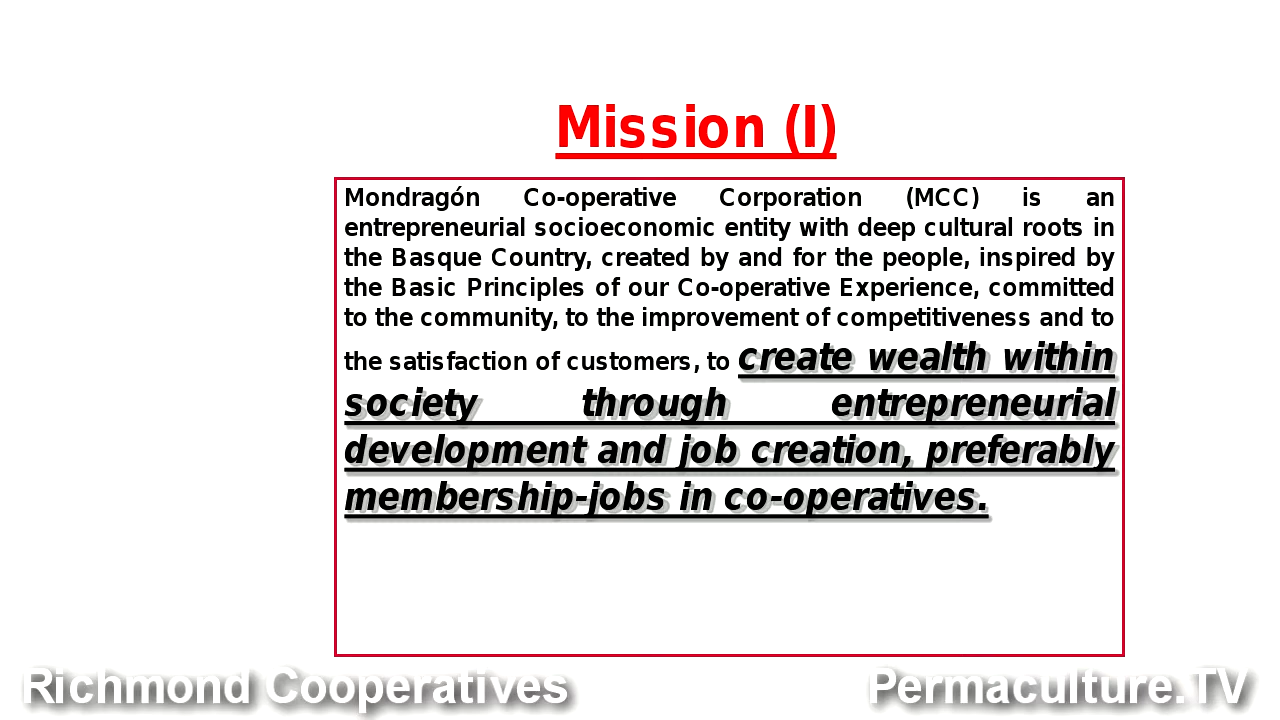 Mission (I)
Mondragón Co-operative Corporation (MCC) is an
entrepreneurial socioeconomic entity with deep cultural roots in
the Basque Country, created by and for the people, inspired by
the Basic Principles of our Co-operative Experience, committed
to the community, to the improvement of competitiveness and to
the satisfaction of customers, to create wealth within
society through entrepreneurial
development and job creation, preferably
membership-jobs in co-operatives.
Richmond Cooperatives
Permaculture.TV